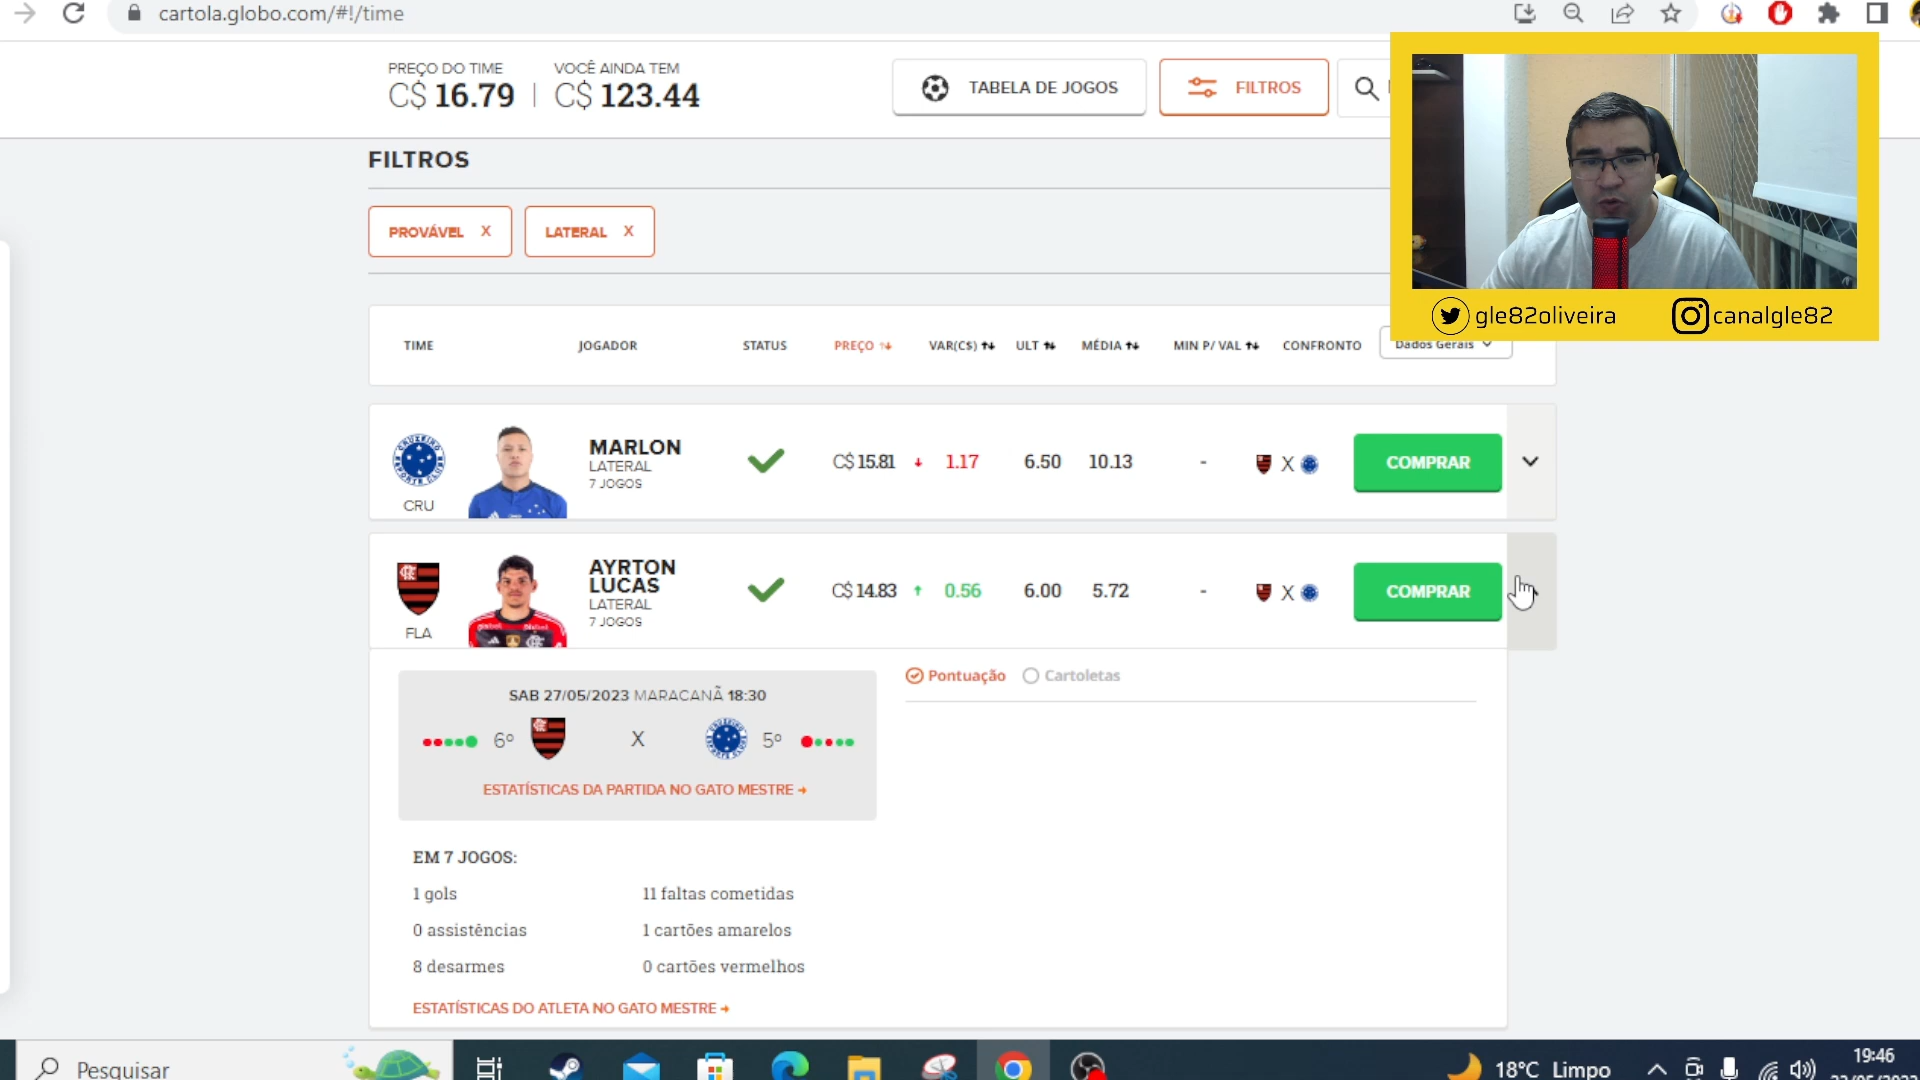 cartola.globo.com/#!/time
PREÇO DO TIME
C$ 16.79
VOCÊ AINDA TEM
C$ 123.44
TABELA DE JOGOS
FILTROS
gle82oliveira
canalgle82
FILTROS
PROVÁVEL X
LATERAL X
TIME JOGADOR STATUS PREÇO VAR(C$) ULT MÉDIA MIN P/ VAL CONFRONTO Dados Gerais
CRU
MARLON
LATERAL
7 JOGOS
C$ 15.81 1.17 6.50 10.13 - X COMPRAR
FLA
AYRTON
LUCAS
LATERAL
7 JOGOS
C$ 14.83 0.56 6.00 5.72 - X COMPRAR
SAB 27/05/2023 MARACANÃ 18:30
6º X 5º
ESTATÍSTICAS DA PARTIDA NO GATO MESTRE
Pontuação Cartoletas
EM 7 JOGOS:
1 gols 11 faltas cometidas
0 assistências 1 cartões amarelos
8 desarmes 0 cartões vermelhos
ESTATÍSTICAS DO ATLETA NO GATO MESTRE
Pesquisar
18°C Limpo
19:46